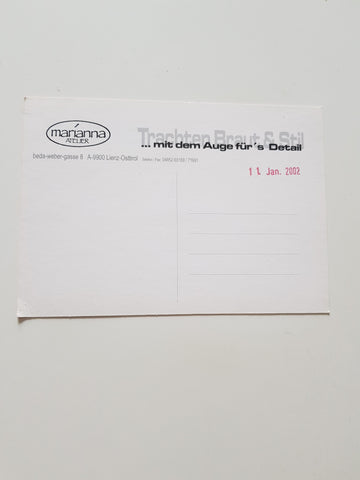 marianna
ATELIER
Trachten Braut & Stil
... mit dem Auge für's Detail
beda-weber-gasse 8 A-9900 Lienz-Osttirol
11. Jan. 2002